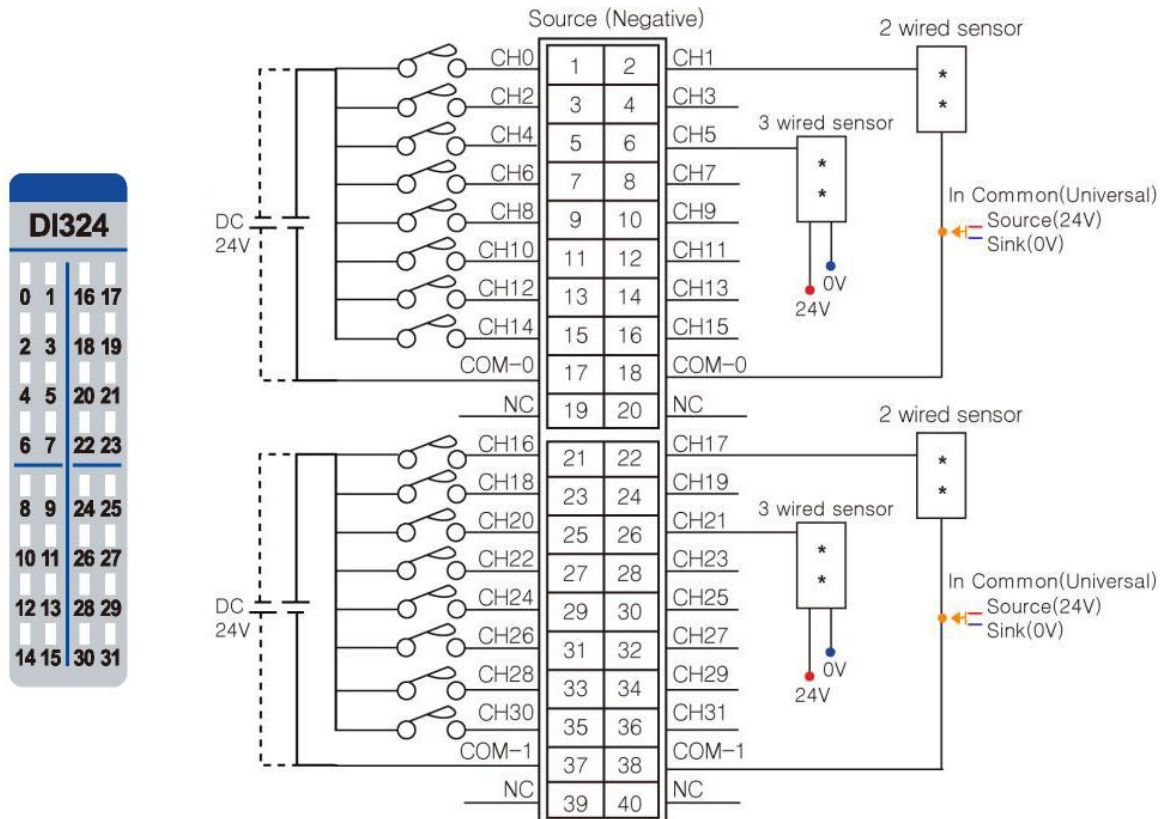 DI324
0 1 16 17
2 3 18 19
4 5 20 21
6 7 22 23
8 9 24 25
10 11 26 27
12 13 28 29
14 15 30 31
Source (Negative)
2 wired sensor
CH0 1 2 CH1
* *
CH2 3 4 CH3
3 wired sensor
CH4 5 6 CH5
* *
CH6 7 8 CH7
DC
24V
CH8 9 10 CH9
In Common(Universal)
Source(24V)
Sink(0V)
CH10 11 12 CH11
0V
CH12 13 14 CH13
24V
CH14 15 16 CH15
COM-0 17 18 COM-0
NC 19 20 NC
2 wired sensor
CH16 21 22 CH17
* *
CH18 23 24 CH19
3 wired sensor
CH20 25 26 CH21
* *
CH22 27 28 CH23
DC
24V
CH24 29 30 CH25
In Common(Universal)
Source(24V)
Sink(0V)
CH26 31 32 CH27
0V
CH28 33 34 CH29
24V
CH30 35 36 CH31
COM-1 37 38 COM-1
NC 39 40 NC